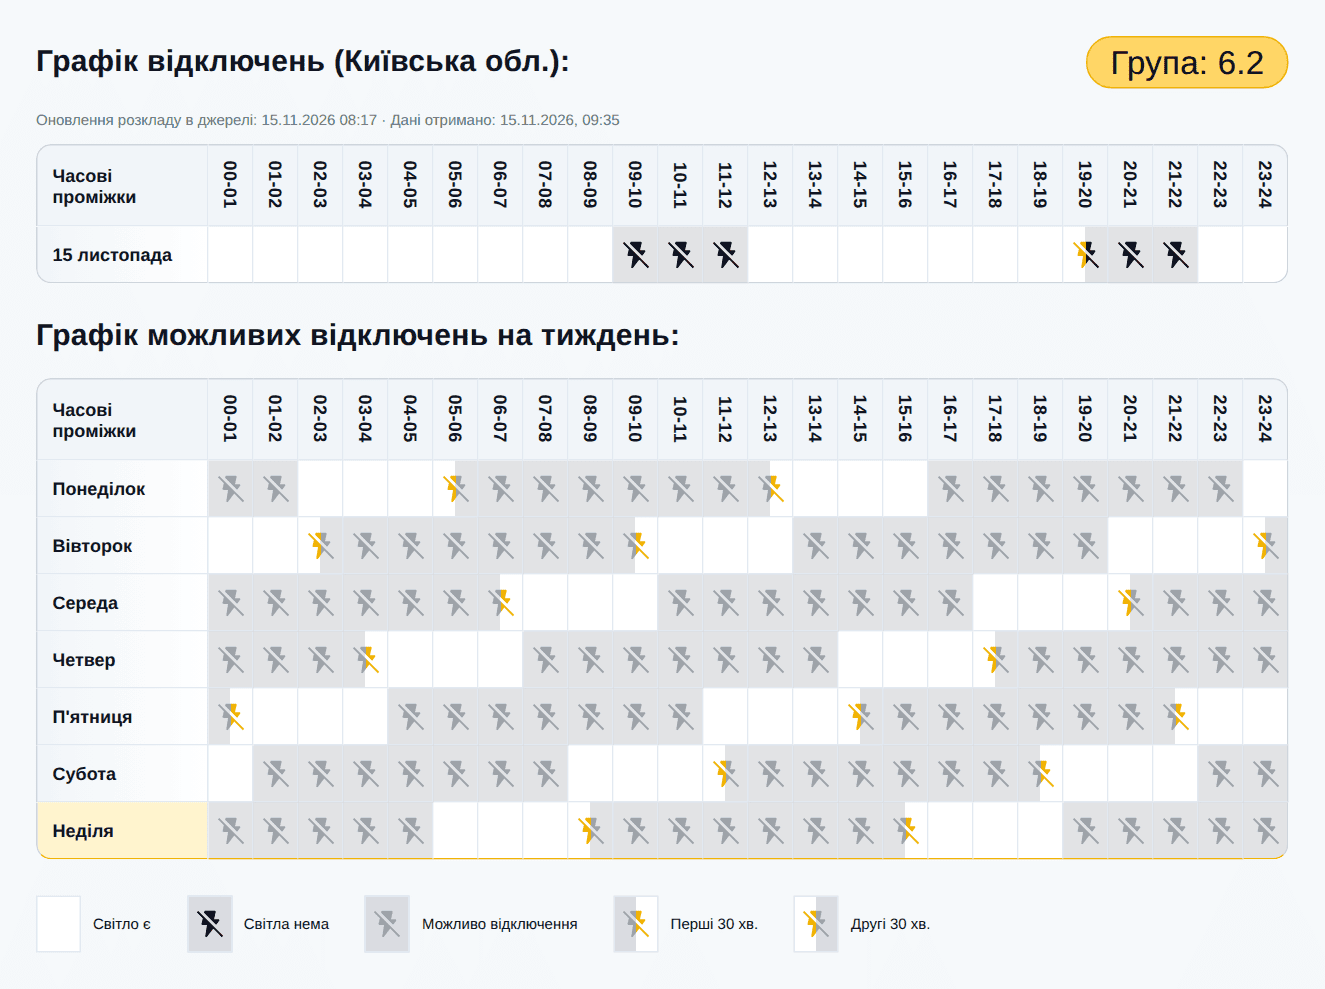 Графік відключень (Київська обл.):
Група: 6.2
Оновлення розкладу в джерелі: 15.11.2026 08:17 · Дані отримано: 15.11.2026, 09:35
Часові проміжки 00-01 01-02 02-03 03-04 04-05 05-06 06-07 07-08 08-09 09-10 10-11 11-12 12-13 13-14 14-15 15-16 16-17 17-18 18-19 19-20 20-21 21-22 22-23 23-24
15 листопада
Графік можливих відключень на тиждень:
Часові проміжки 00-01 01-02 02-03 03-04 04-05 05-06 06-07 07-08 08-09 09-10 10-11 11-12 12-13 13-14 14-15 15-16 16-17 17-18 18-19 19-20 20-21 21-22 22-23 23-24
Понеділок
Вівторок
Середа
Четвер
П'ятниця
Субота
Неділя
Світло є Світла нема Можливо відключення Перші 30 хв. Другі 30 хв.